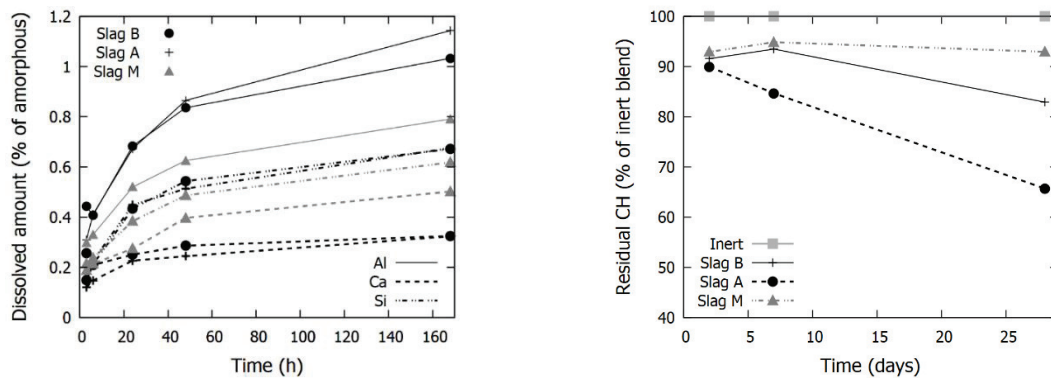 Dissolved amount (% of amorphous)
1.2
1
0.8
0.6
0.4
0.2
0
Slag B
Slag A
Slag M
Al
Ca
Si
0 20 40 60 80 100 120 140 160
Time (h)
Residual CH (% of inert blend)
100
90
80
70
60
50
40
Inert
Slag B
Slag A
Slag M
0 5 10 15 20 25
Time (days)